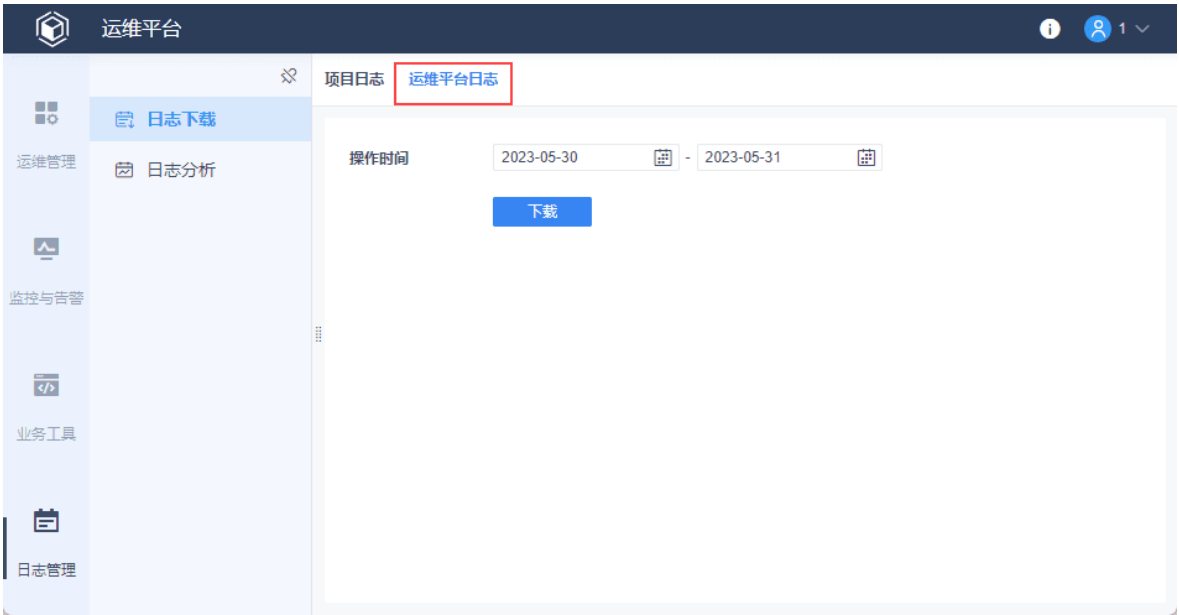 运维平台
1
项目日志 运维平台日志
日志下载
日志分析
运维管理
监控与告警
业务工具
日志管理
操作时间 2023-05-30 - 2023-05-31
下载